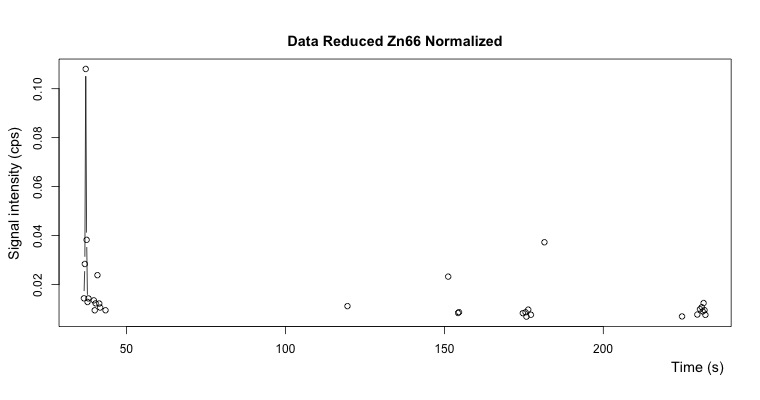 Data Reduced Zn66 Normalized
Signal intensity (cps)
0.10
0.08
0.06
0.04
0.02
50 100 150 200
Time (s)